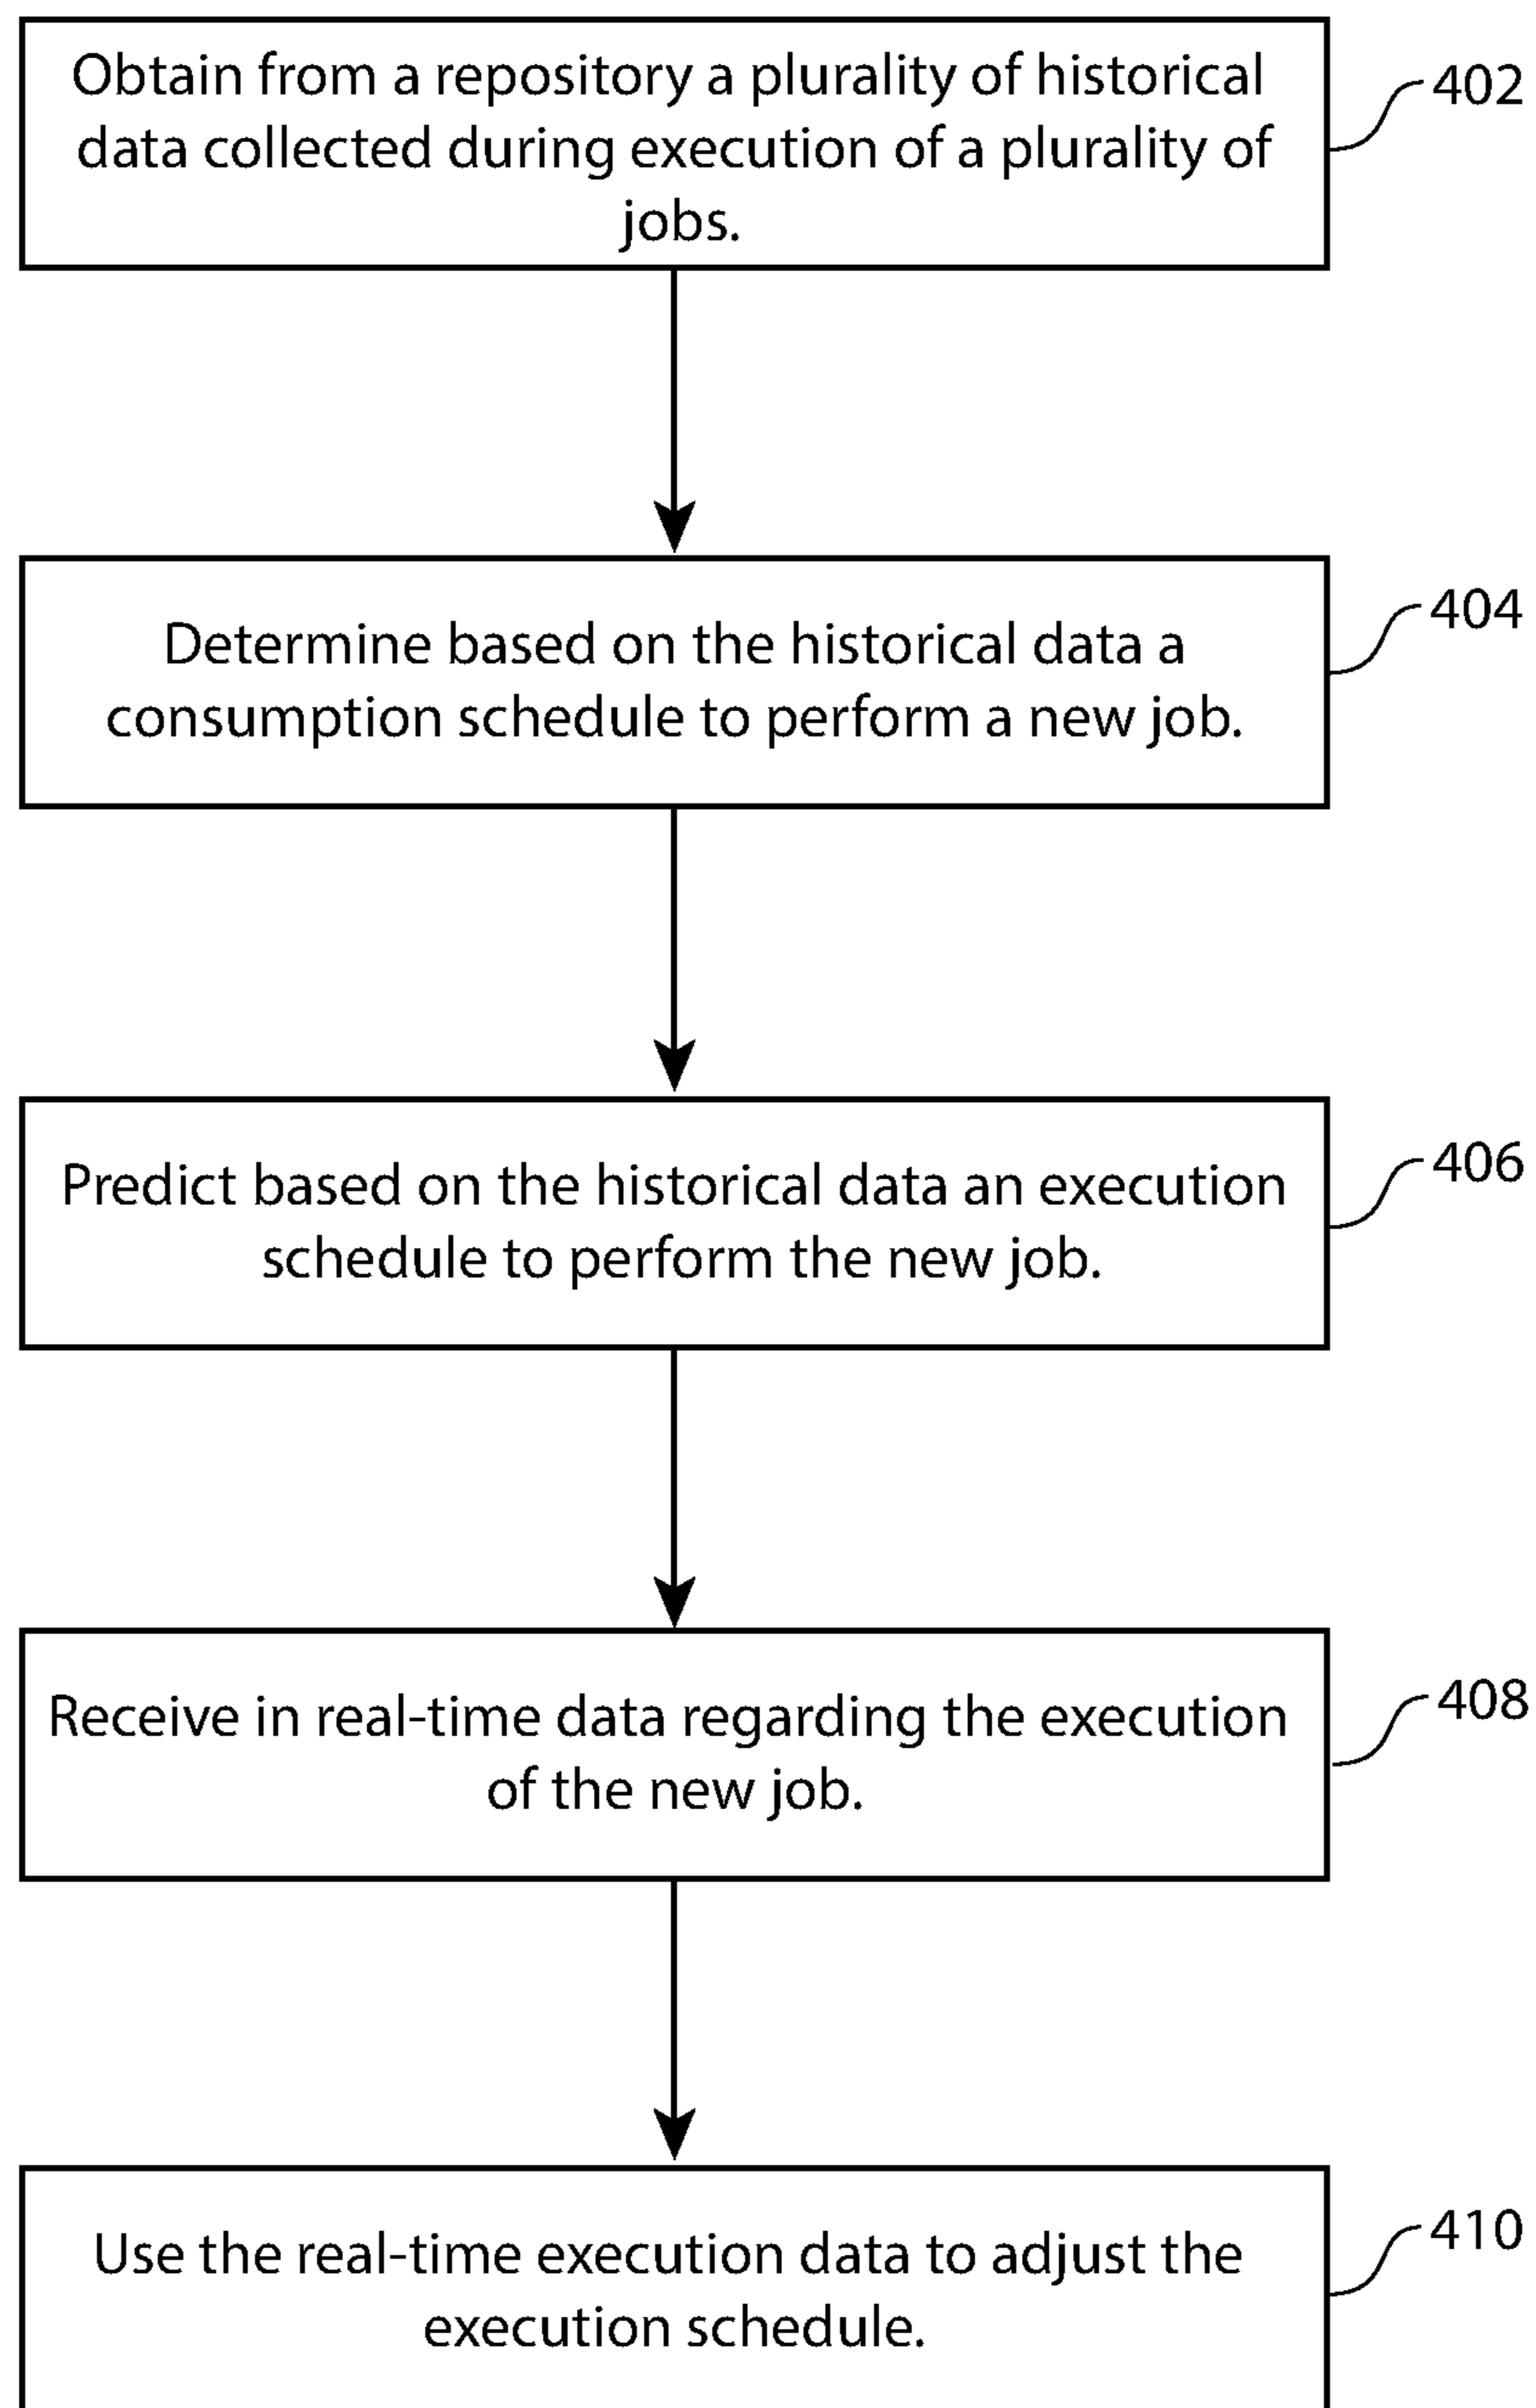 Obtain from a repository a plurality of historical
data collected during execution of a plurality of
jobs.
402
Determine based on the historical data a
consumption schedule to perform a new job.
404
Predict based on the historical data an execution
schedule to perform the new job.
406
Receive in real-time data regarding the execution
of the new job.
408
Use the real-time execution data to adjust the
execution schedule.
410